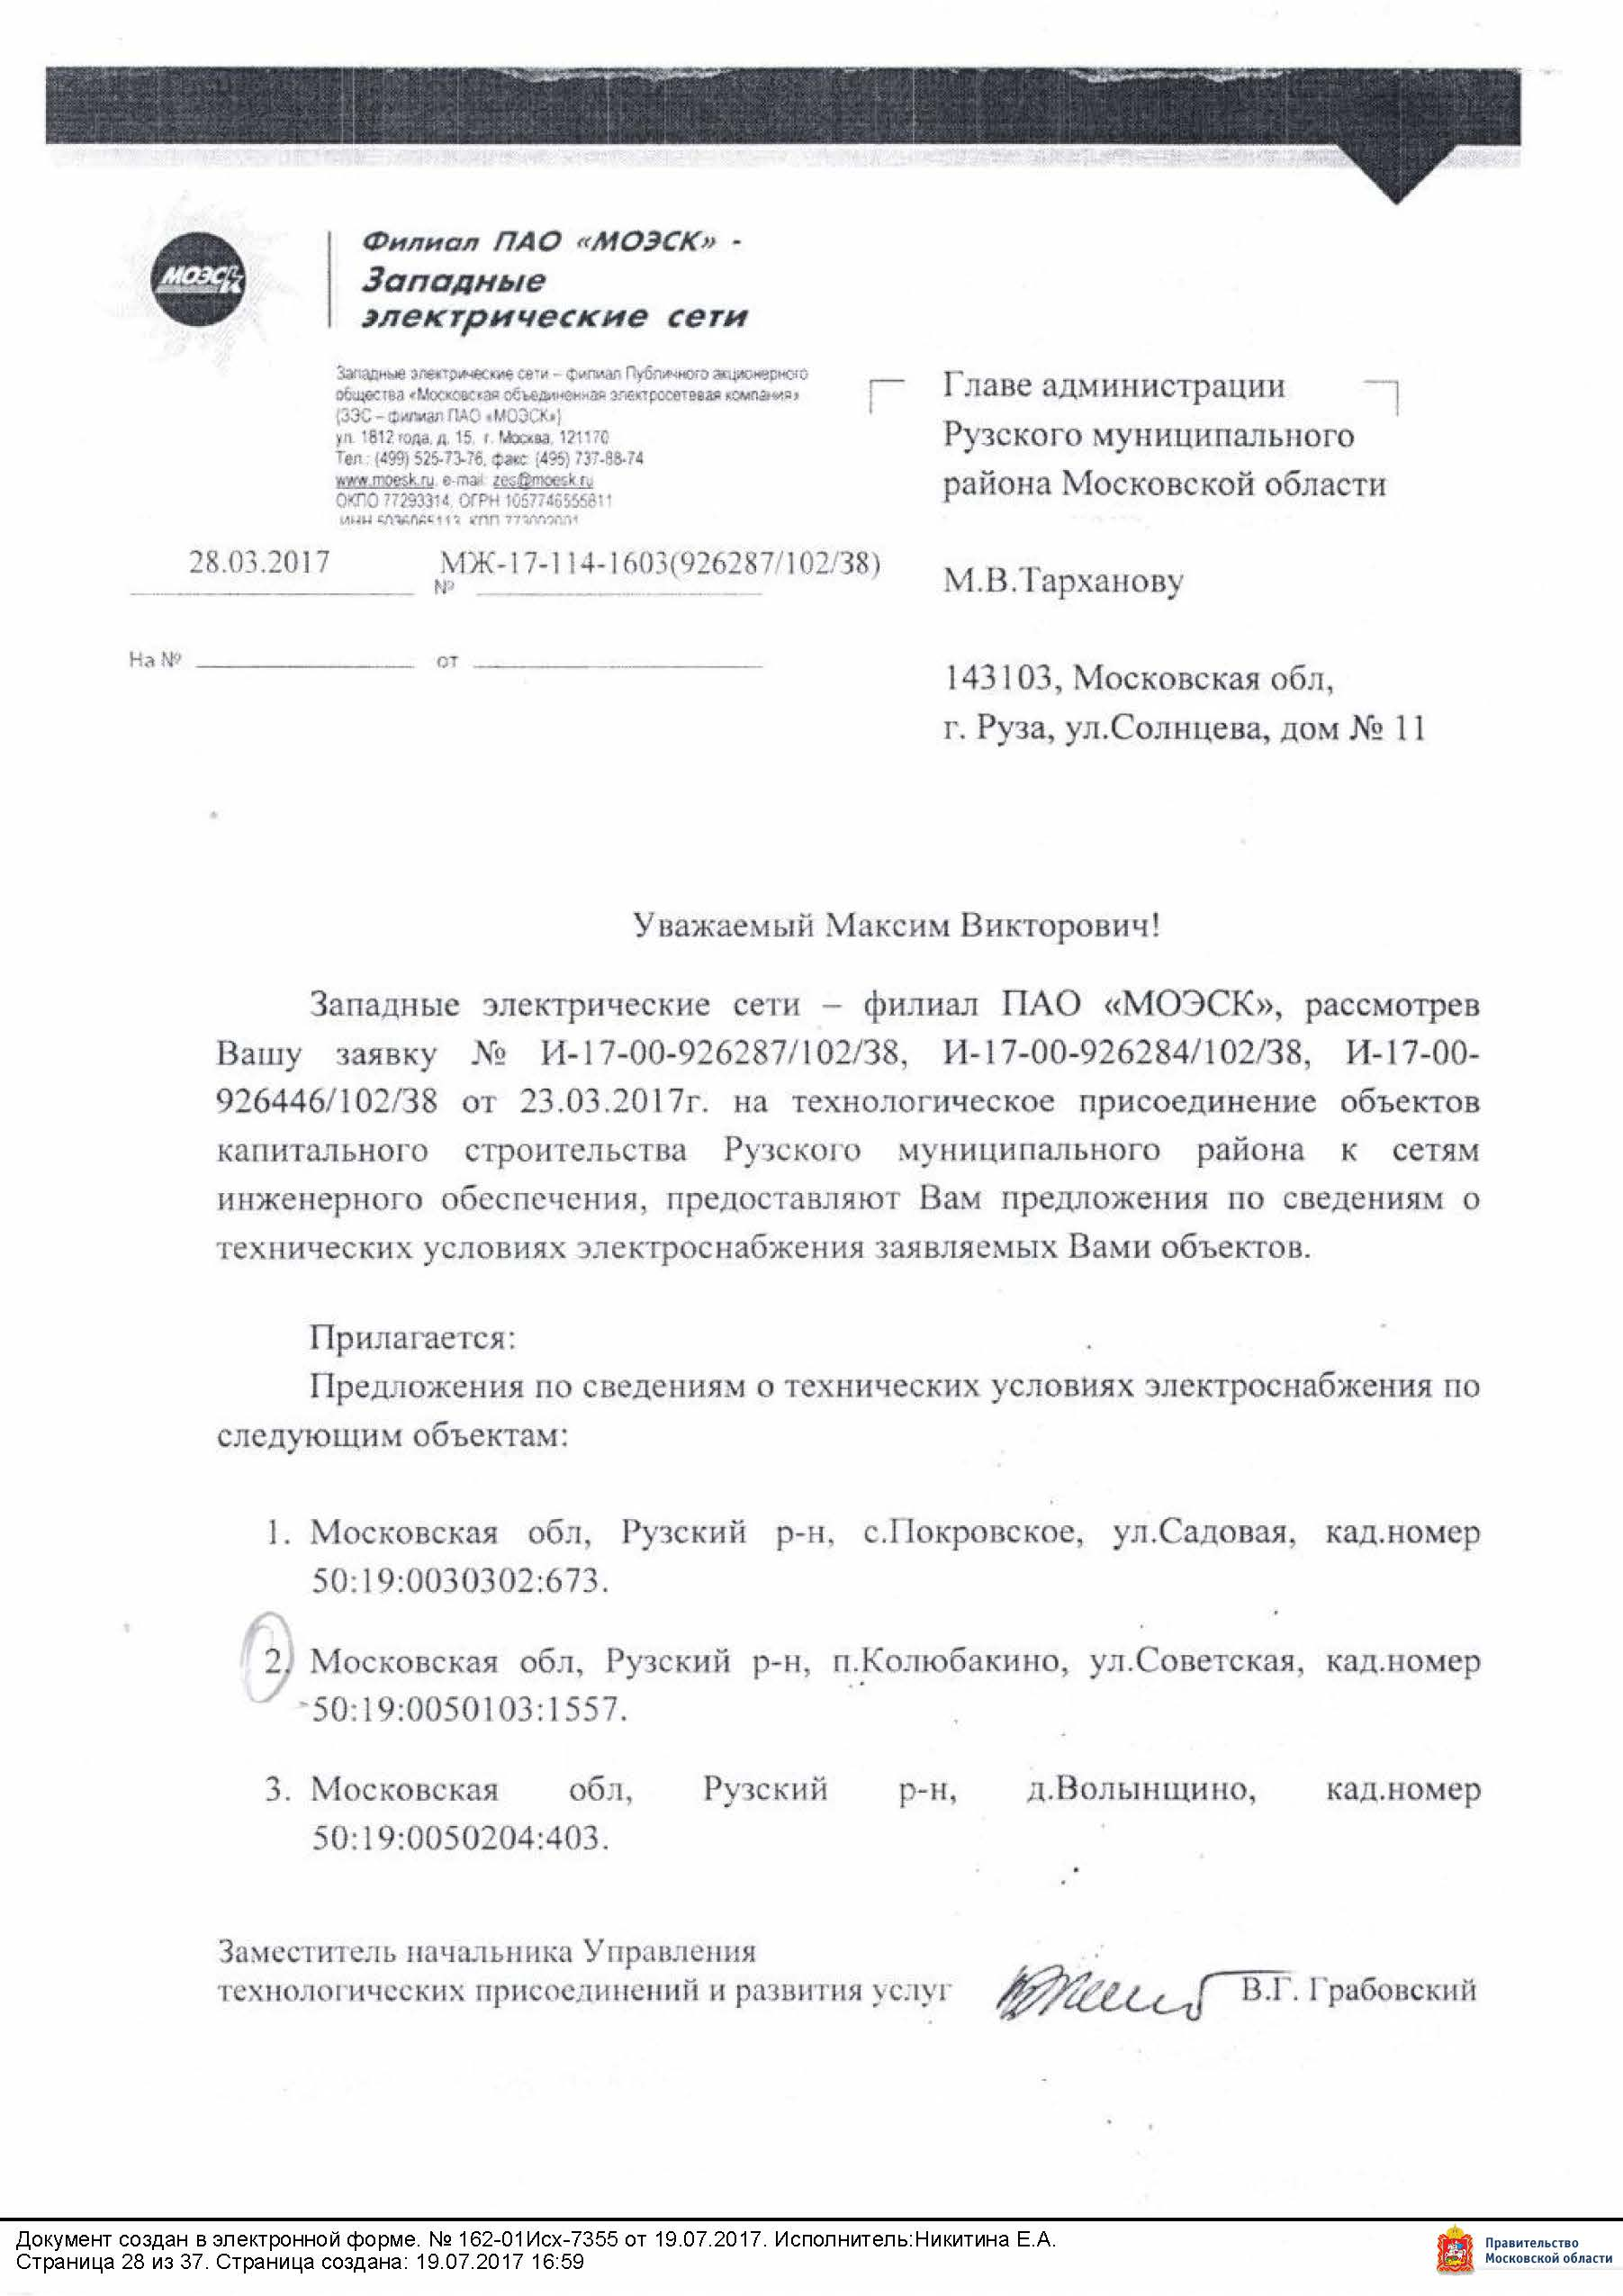 МОЭСК
Филиал ПАО «МОЭСК» -
Западные
электрические сети
Западные электрические сети – филиал Публичного акционерного
общества «Московская объединенная электросетевая компания»
(ЗЭС – филиал ПАО «МОЭСК»)
ул. 1812 года, д. 15, г. Москва, 121170
Тел.: (499) 525-73-76, факс: (495) 737-88-74
www.moesk.ru, e-mail: zes@moesk.ru
ОКПО 77293314, ОГРН 1057746555811
ИНН 5036065113, КПП 773002001
28.03.2017 МЖ-17-114-1603(926287/102/38)
№
На № от
Главе администрации
Рузского муниципального
района Московской области
М.В.Тарханову
143103, Московская обл,
г. Руза, ул.Солнцева, дом № 11
Уважаемый Максим Викторович!
Западные электрические сети – филиал ПАО «МОЭСК», рассмотрев
Вашу заявку № И-17-00-926287/102/38, И-17-00-926284/102/38, И-17-00-
926446/102/38 от 23.03.2017г. на технологическое присоединение объектов
капитального строительства Рузского муниципального района к сетям
инженерного обеспечения, предоставляют Вам предложения по сведениям о
технических условиях электроснабжения заявляемых Вами объектов.
Прилагается:
Предложения по сведениям о технических условиях электроснабжения по
следующим объектам:
1. Московская обл, Рузский р-н, с.Покровское, ул.Садовая, кад.номер
50:19:0030302:673.
2. Московская обл, Рузский р-н, п.Колюбакино, ул.Советская, кад.номер
50:19:0050103:1557.
3. Московская обл, Рузский р-н, д.Волынщино, кад.номер
50:19:0050204:403.
Заместитель начальника Управления
технологических присоединений и развития услуг В.Г. Грабовский
Документ создан в электронной форме. № 162-01Исх-7355 от 19.07.2017. Исполнитель:Никитина Е.А.
Страница 28 из 37. Страница создана: 19.07.2017 16:59
Правительство
Московской области